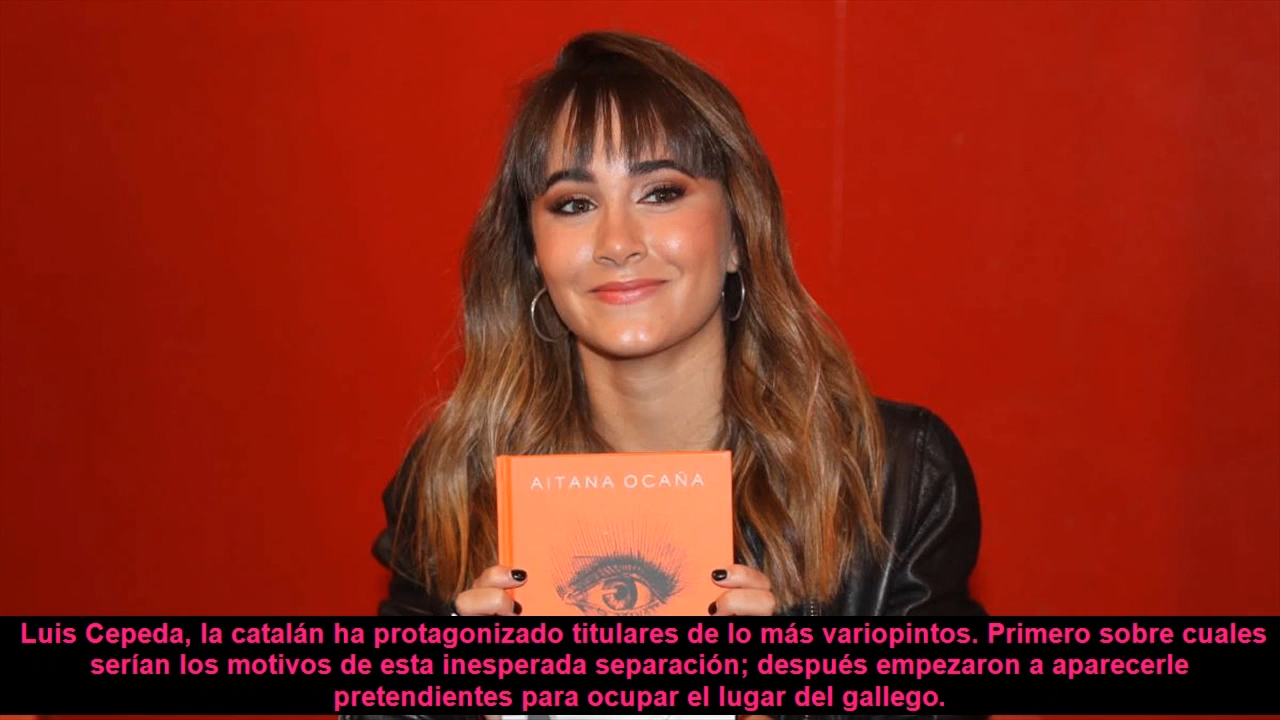 AITANA OCAÑA
Luis Cepeda, la catalán ha protagonizado titulares de lo más variopintos. Primero sobre cuales
serían los motivos de esta inesperada separación; después empezaron a aparecerle
pretendientes para ocupar el lugar del gallego.